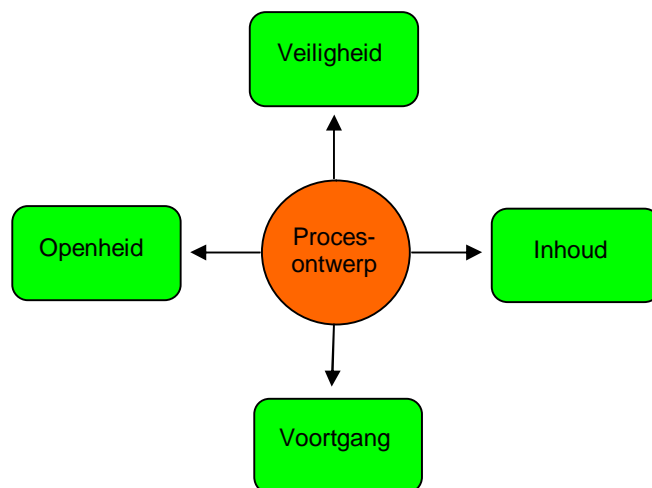 Veiligheid
Openheid
Proces-
ontwerp
Inhoud
Voortgang